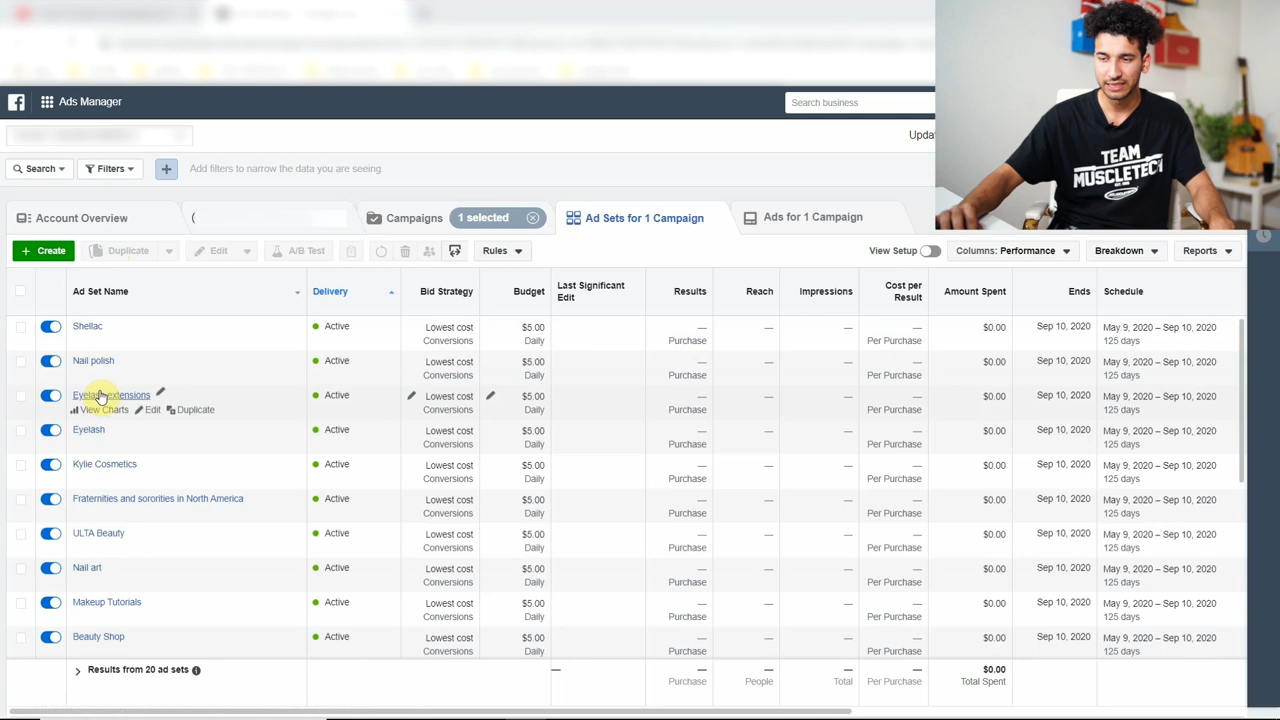 Ads Manager
Search business
Updat
Search
Filters
Add filters to narrow the data you are seeing.
Account Overview
(
Campaigns
1 selected
Ad Sets for 1 Campaign
Ads for 1 Campaign
+ Create
Duplicate
Edit
A/B Test
Rules
View Setup
Columns: Performance
Breakdown
Reports
Ad Set Name Delivery Bid Strategy Budget Last Significant Edit Results Reach Impressions Cost per Result Amount Spent Ends Schedule
Shellac Active Lowest cost $5.00 — — — — $0.00 Sep 10, 2020 May 9, 2020 – Sep 10, 2020
Conversions Daily Purchase Per Purchase 125 days
Nail polish Active Lowest cost $5.00 — — — — $0.00 Sep 10, 2020 May 9, 2020 – Sep 10, 2020
Conversions Daily Purchase Per Purchase 125 days
Eyelash extensions Active Lowest cost $5.00 — — — — $0.00 Sep 10, 2020 May 9, 2020 – Sep 10, 2020
View Charts Edit Duplicate Conversions Daily Purchase Per Purchase 125 days
Eyelash Active Lowest cost $5.00 — — — — $0.00 Sep 10, 2020 May 9, 2020 – Sep 10, 2020
Conversions Daily Purchase Per Purchase 125 days
Kylie Cosmetics Active Lowest cost $5.00 — — — — $0.00 Sep 10, 2020 May 9, 2020 – Sep 10, 2020
Conversions Daily Purchase Per Purchase 125 days
Fraternities and sororities in North America Active Lowest cost $5.00 — — — — $0.00 Sep 10, 2020 May 9, 2020 – Sep 10, 2020
Conversions Daily Purchase Per Purchase 125 days
ULTA Beauty Active Lowest cost $5.00 — — — — $0.00 Sep 10, 2020 May 9, 2020 – Sep 10, 2020
Conversions Daily Purchase Per Purchase 125 days
Nail art Active Lowest cost $5.00 — — — — $0.00 Sep 10, 2020 May 9, 2020 – Sep 10, 2020
Conversions Daily Purchase Per Purchase 125 days
Makeup Tutorials Active Lowest cost $5.00 — — — — $0.00 Sep 10, 2020 May 9, 2020 – Sep 10, 2020
Conversions Daily Purchase Per Purchase 125 days
Beauty Shop Active Lowest cost $5.00 — — — — $0.00 Sep 10, 2020 May 9, 2020 – Sep 10, 2020
Conversions Daily Purchase Per Purchase 125 days
Results from 20 ad sets — — — — — $0.00
Purchase People Total Per Purchase Total Spent
TEAM
MUSCLETECH